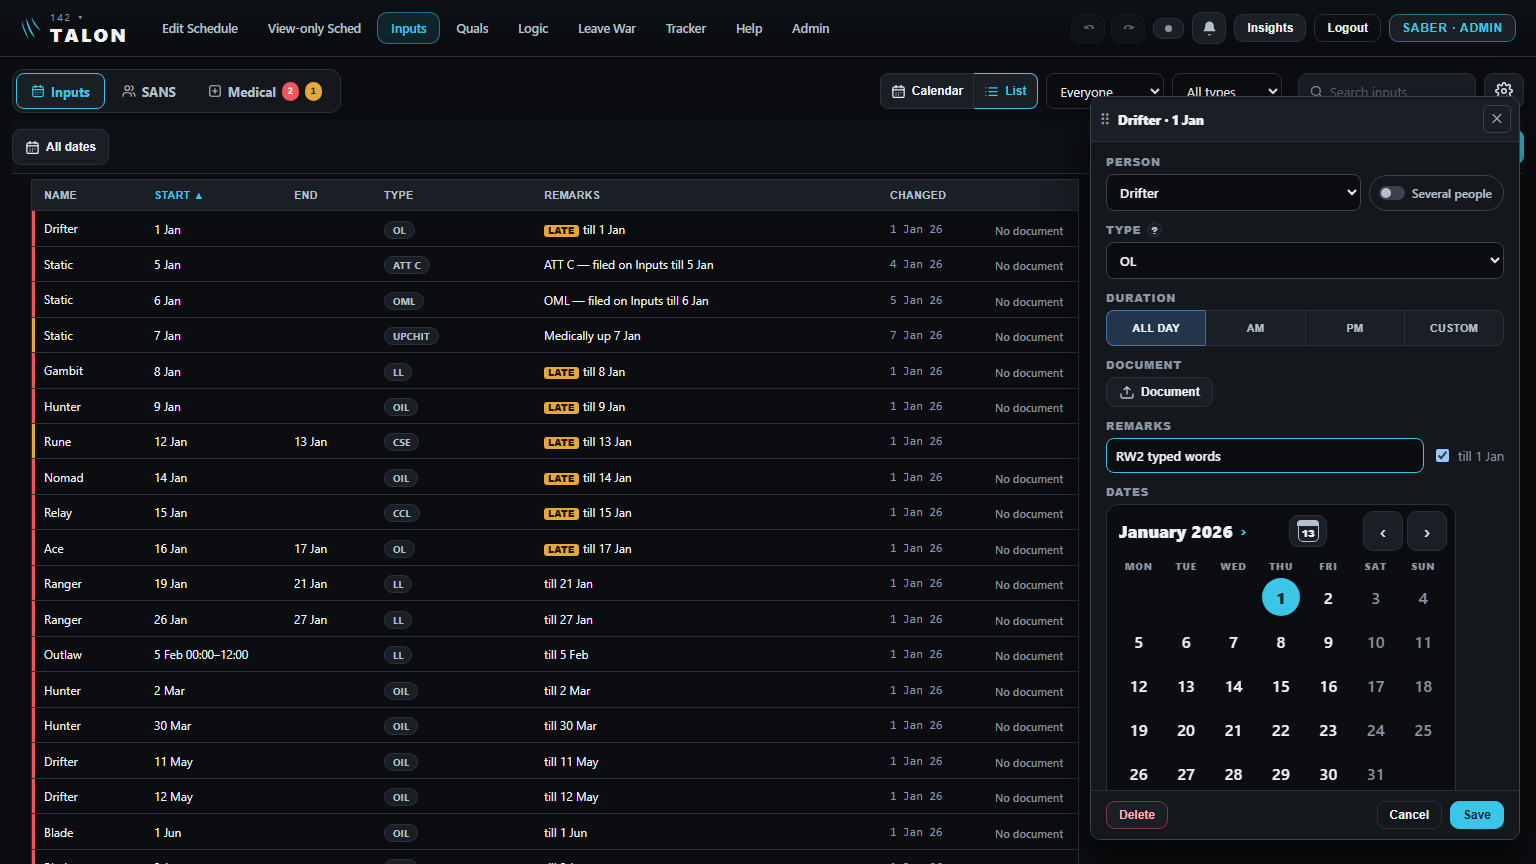 142
TALON
Edit Schedule
View-only Sched
Inputs
Quals
Logic
Leave War
Tracker
Help
Admin
Insights
Logout
SABER · ADMIN
Inputs
SANS
Medical 2 1
Calendar
List
Everyone
All types
Search inputs
All dates
NAME START ▲ END TYPE REMARKS CHANGED
Drifter 1 Jan OL LATE till 1 Jan 1 Jan 26 No document
Static 5 Jan ATT C ATT C — filed on Inputs till 5 Jan 4 Jan 26 No document
Static 6 Jan OML OML — filed on Inputs till 6 Jan 5 Jan 26 No document
Static 7 Jan UPCHIT Medically up 7 Jan 7 Jan 26 No document
Gambit 8 Jan LL LATE till 8 Jan 1 Jan 26 No document
Hunter 9 Jan OIL LATE till 9 Jan 1 Jan 26 No document
Rune 12 Jan 13 Jan CSE LATE till 13 Jan 1 Jan 26
Nomad 14 Jan OIL LATE till 14 Jan 1 Jan 26 No document
Relay 15 Jan CCL LATE till 15 Jan 1 Jan 26 No document
Ace 16 Jan 17 Jan OL LATE till 17 Jan 1 Jan 26 No document
Ranger 19 Jan 21 Jan LL till 21 Jan 1 Jan 26 No document
Ranger 26 Jan 27 Jan LL till 27 Jan 1 Jan 26 No document
Outlaw 5 Feb 00:00–12:00 LL till 5 Feb 1 Jan 26 No document
Hunter 2 Mar OIL till 2 Mar 1 Jan 26 No document
Hunter 30 Mar OIL till 30 Mar 1 Jan 26 No document
Drifter 11 May OIL till 11 May 1 Jan 26 No document
Drifter 12 May OIL till 12 May 1 Jan 26 No document
Blade 1 Jun OIL till 1 Jun 1 Jan 26 No document
Drifter · 1 Jan
PERSON
Drifter
Several people
TYPE ?
OL
DURATION
ALL DAY AM PM CUSTOM
DOCUMENT
Document
REMARKS
RW2 typed words
till 1 Jan
DATES
January 2026 ›
13
‹ ›
MON TUE WED THU FRI SAT SUN
1 2 3 4
5 6 7 8 9 10 11
12 13 14 15 16 17 18
19 20 21 22 23 24 25
26 27 28 29 30 31
Delete
Cancel
Save